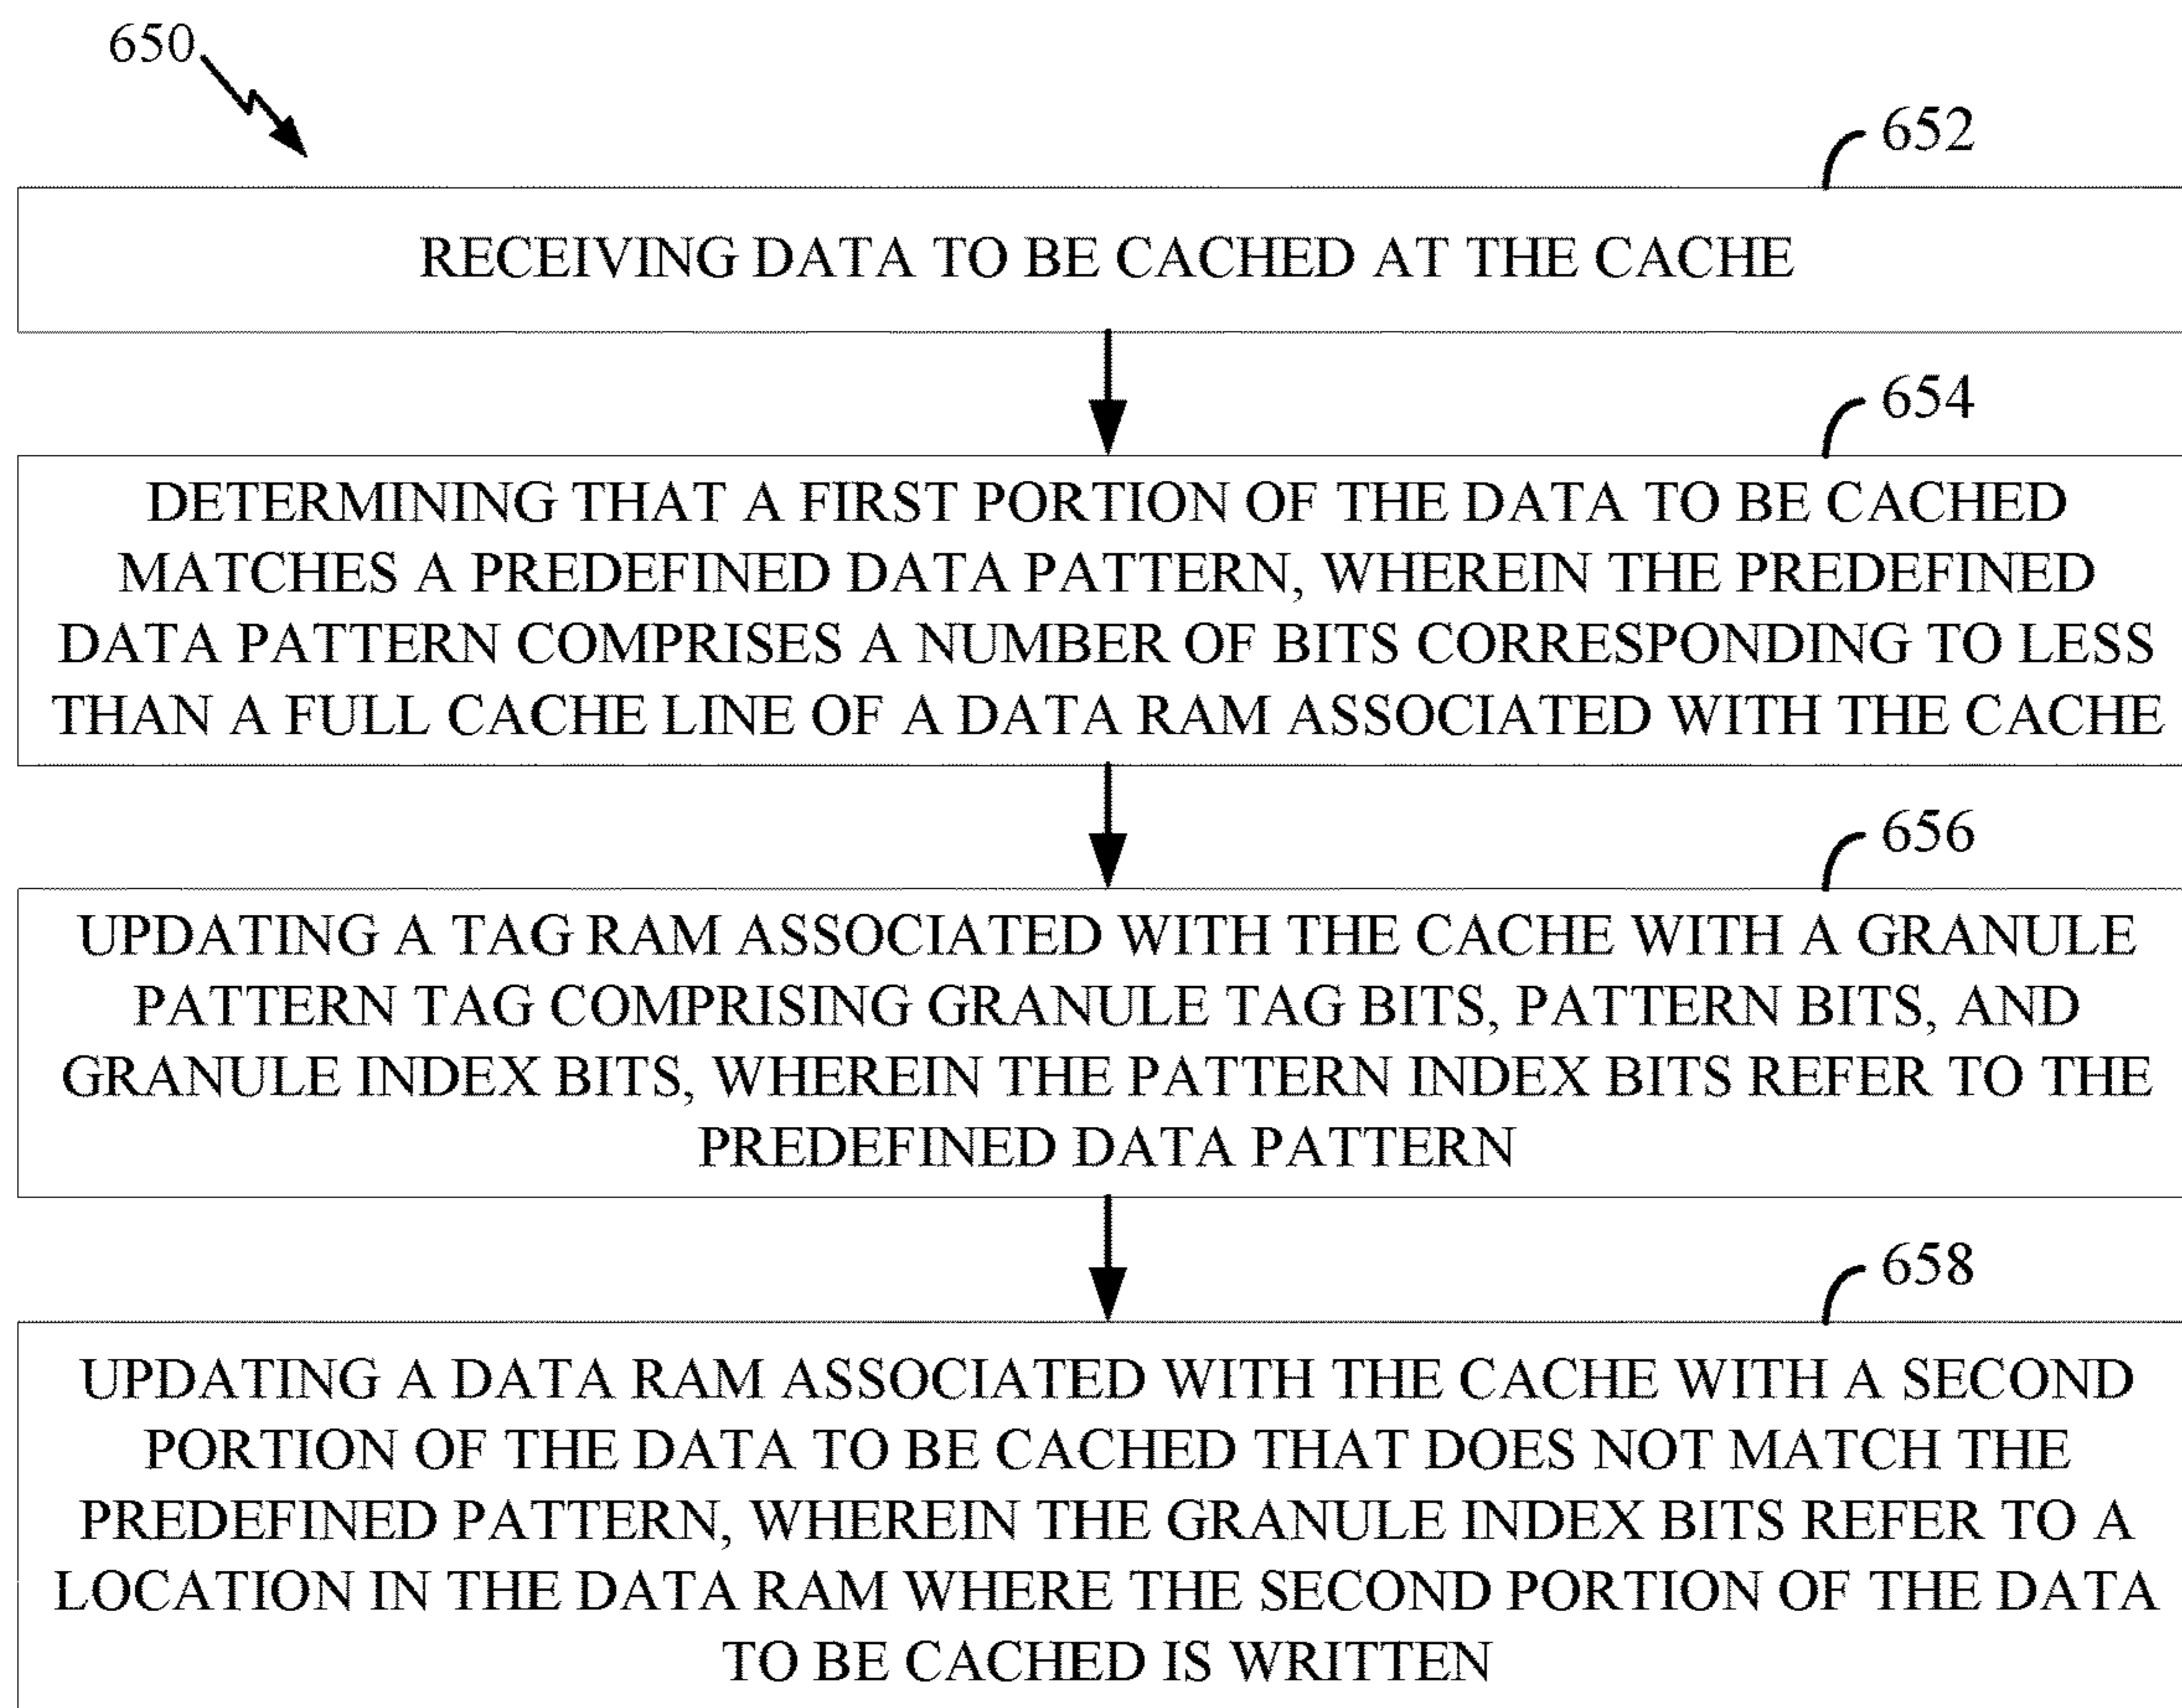 650
652
RECEIVING DATA TO BE CACHED AT THE CACHE
654
DETERMINING THAT A FIRST PORTION OF THE DATA TO BE CACHED
MATCHES A PREDEFINED DATA PATTERN, WHEREIN THE PREDEFINED
DATA PATTERN COMPRISES A NUMBER OF BITS CORRESPONDING TO LESS
THAN A FULL CACHE LINE OF A DATA RAM ASSOCIATED WITH THE CACHE
656
UPDATING A TAG RAM ASSOCIATED WITH THE CACHE WITH A GRANULE
PATTERN TAG COMPRISING GRANULE TAG BITS, PATTERN BITS, AND
GRANULE INDEX BITS, WHEREIN THE PATTERN INDEX BITS REFER TO THE
PREDEFINED DATA PATTERN
658
UPDATING A DATA RAM ASSOCIATED WITH THE CACHE WITH A SECOND
PORTION OF THE DATA TO BE CACHED THAT DOES NOT MATCH THE
PREDEFINED PATTERN, WHEREIN THE GRANULE INDEX BITS REFER TO A
LOCATION IN THE DATA RAM WHERE THE SECOND PORTION OF THE DATA
TO BE CACHED IS WRITTEN